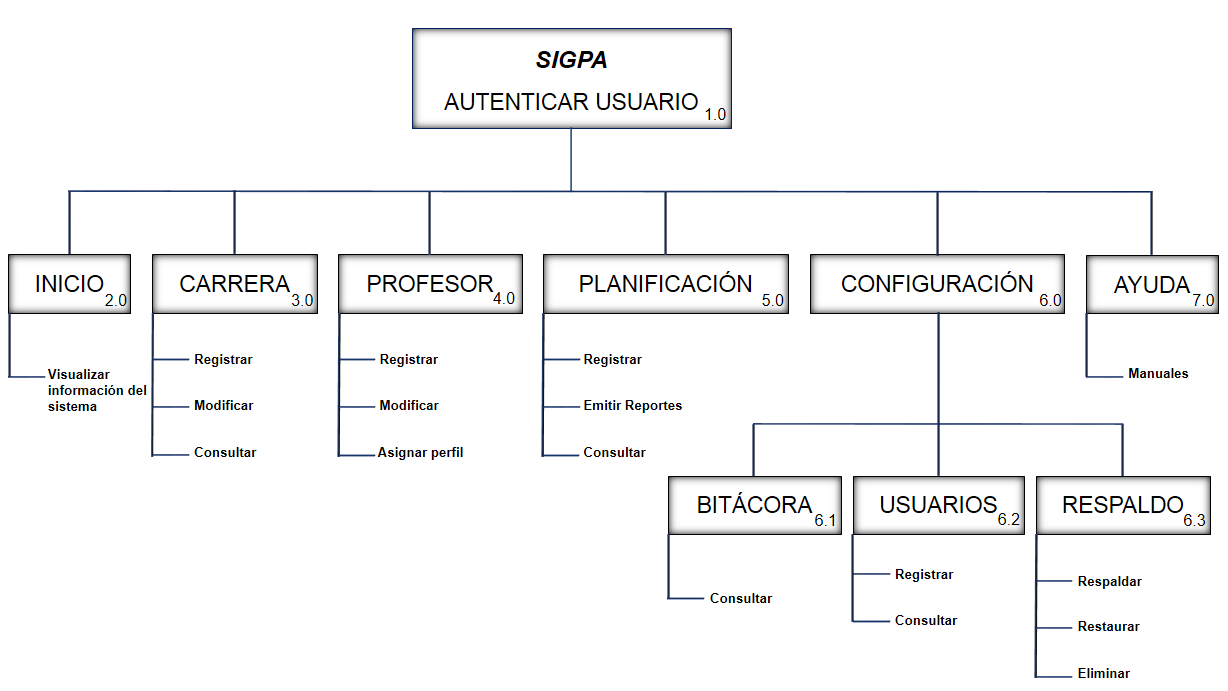 SIGPA
AUTENTICAR USUARIO
1.0
INICIO
2.0
Visualizar
información del
sistema
CARRERA
3.0
Registrar
Modificar
Consultar
PROFESOR
4.0
Registrar
Modificar
Asignar perfil
PLANIFICACIÓN
5.0
Registrar
Emitir Reportes
Consultar
CONFIGURACIÓN
6.0
BITÁCORA
6.1
Consultar
USUARIOS
6.2
Registrar
Consultar
RESPALDO
6.3
Respaldar
Restaurar
Eliminar
AYUDA
7.0
Manuales